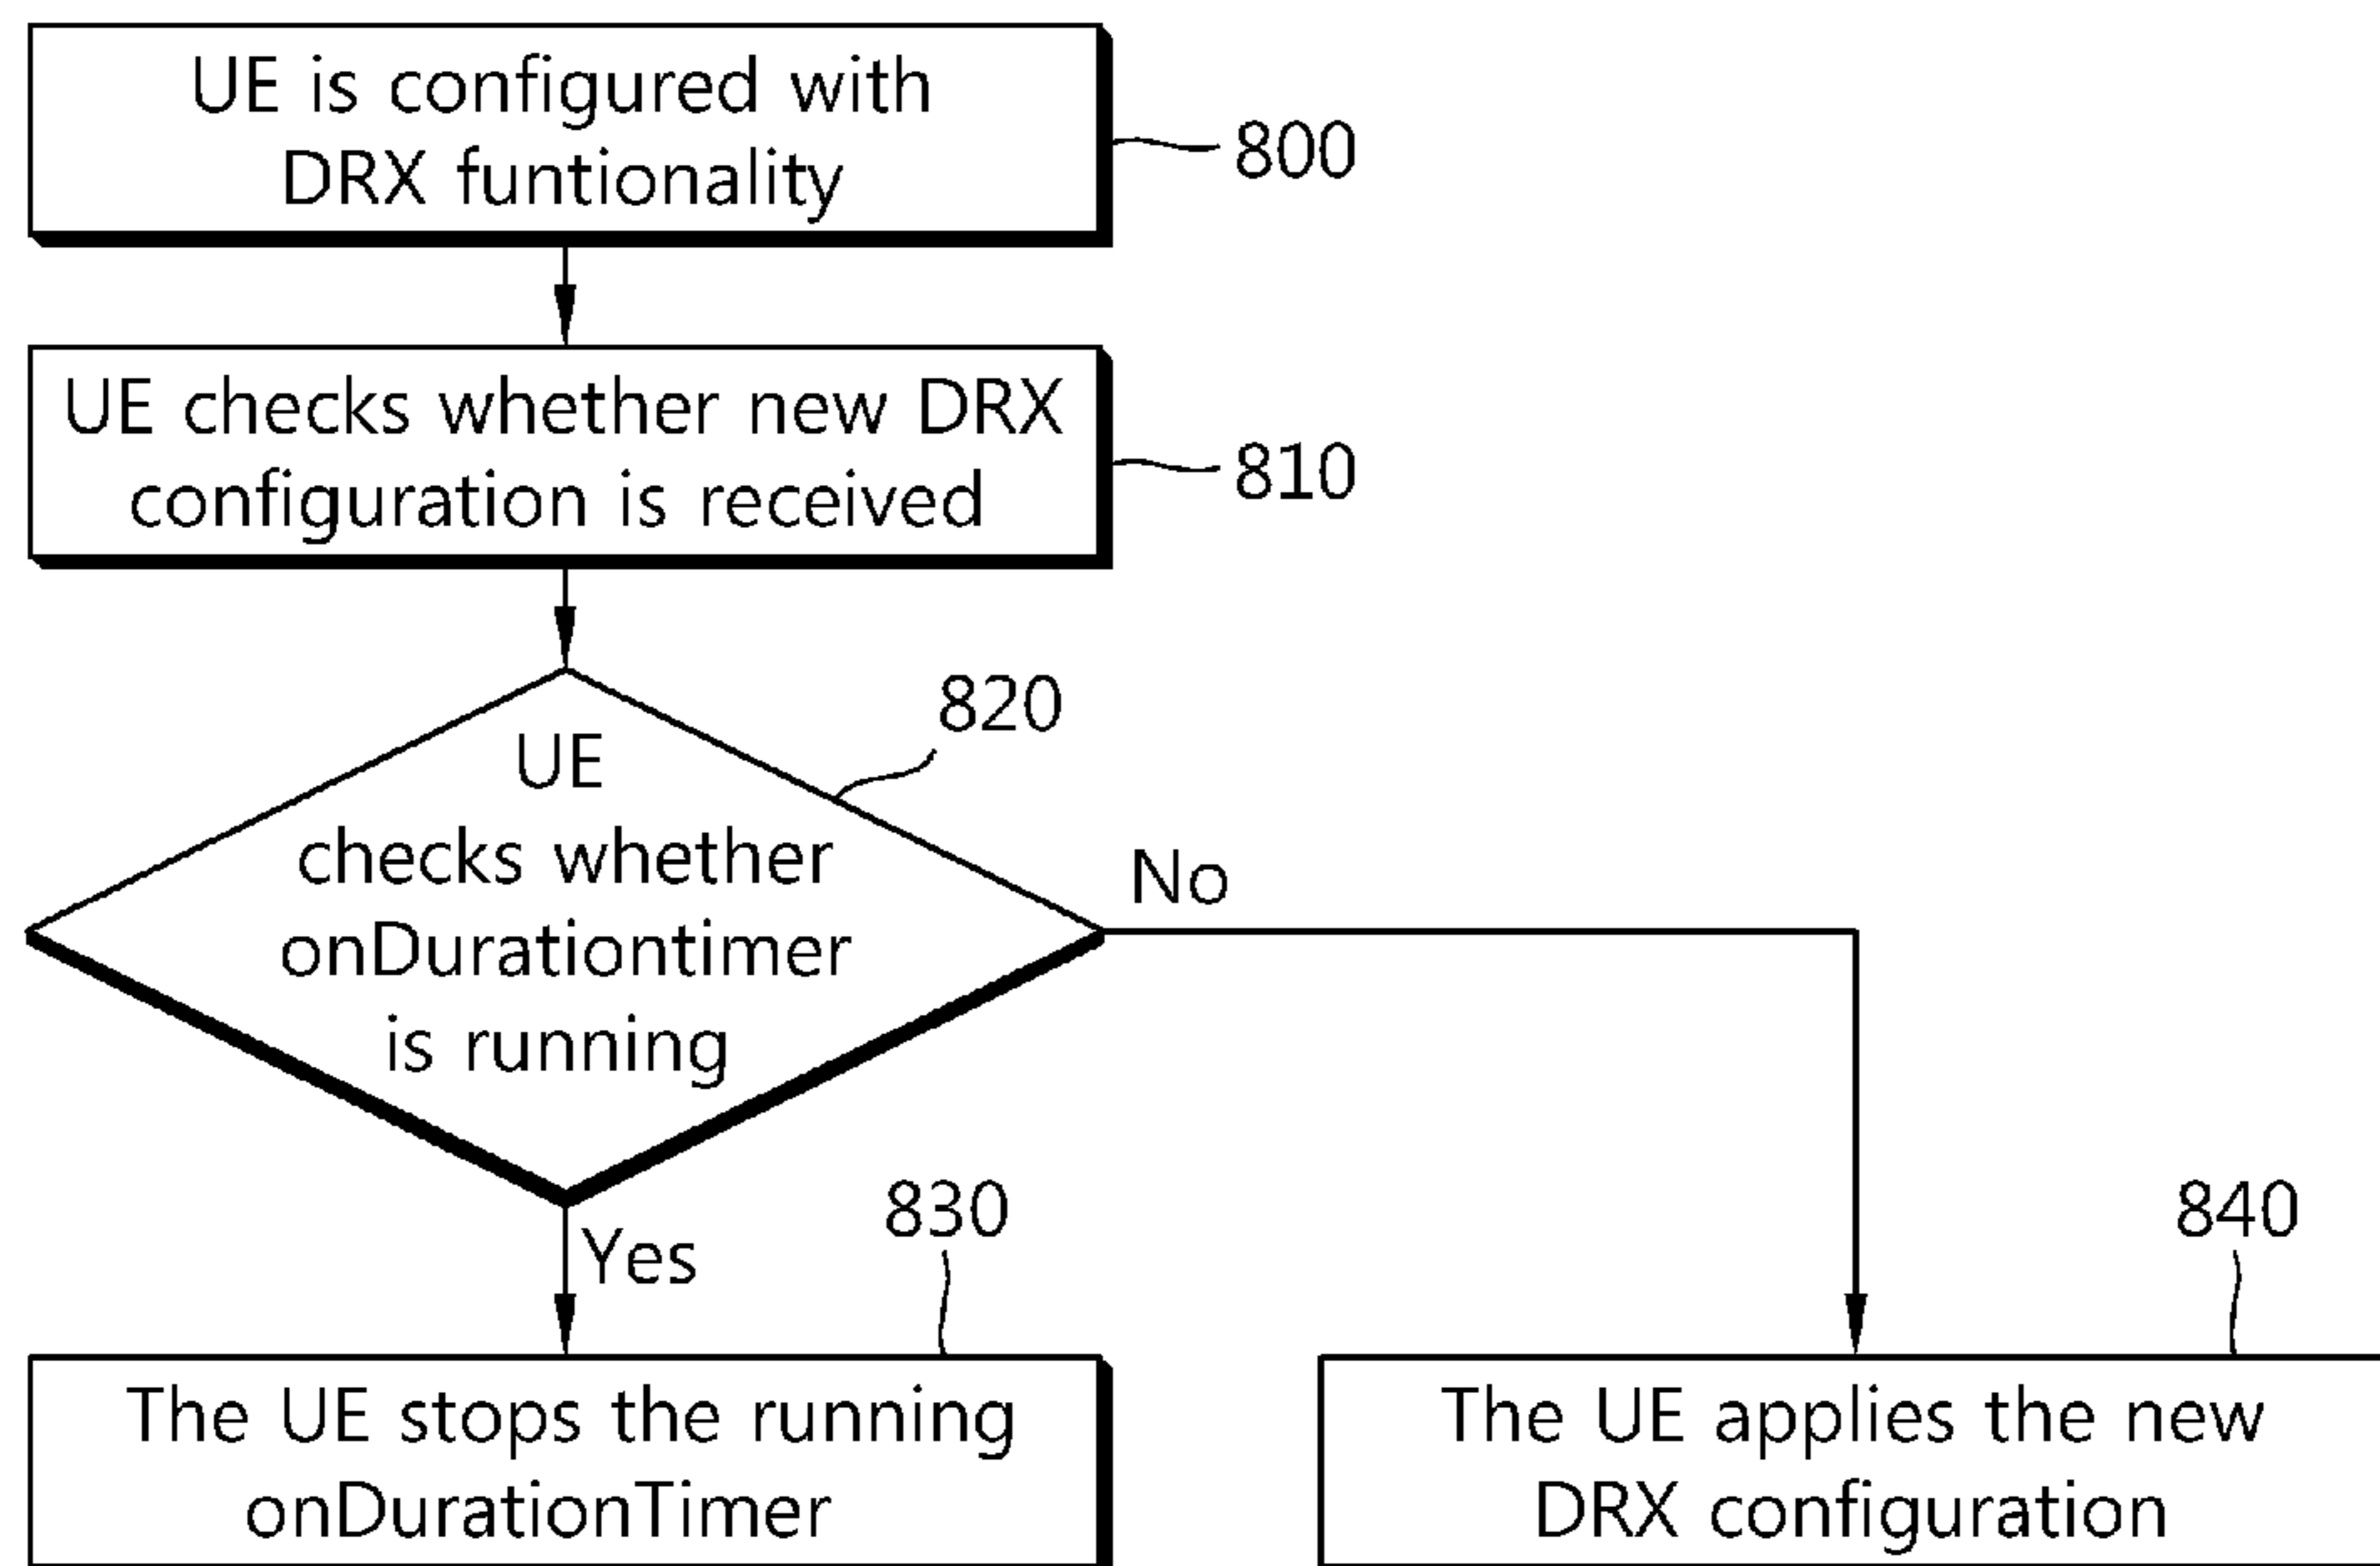 UE is configured with
DRX funtionality
800
UE checks whether new DRX
configuration is received
810
820
UE
checks whether
onDurationtimer
is running
No
Yes
830
840
The UE stops the running
onDurationTimer
The UE applies the new
DRX configuration